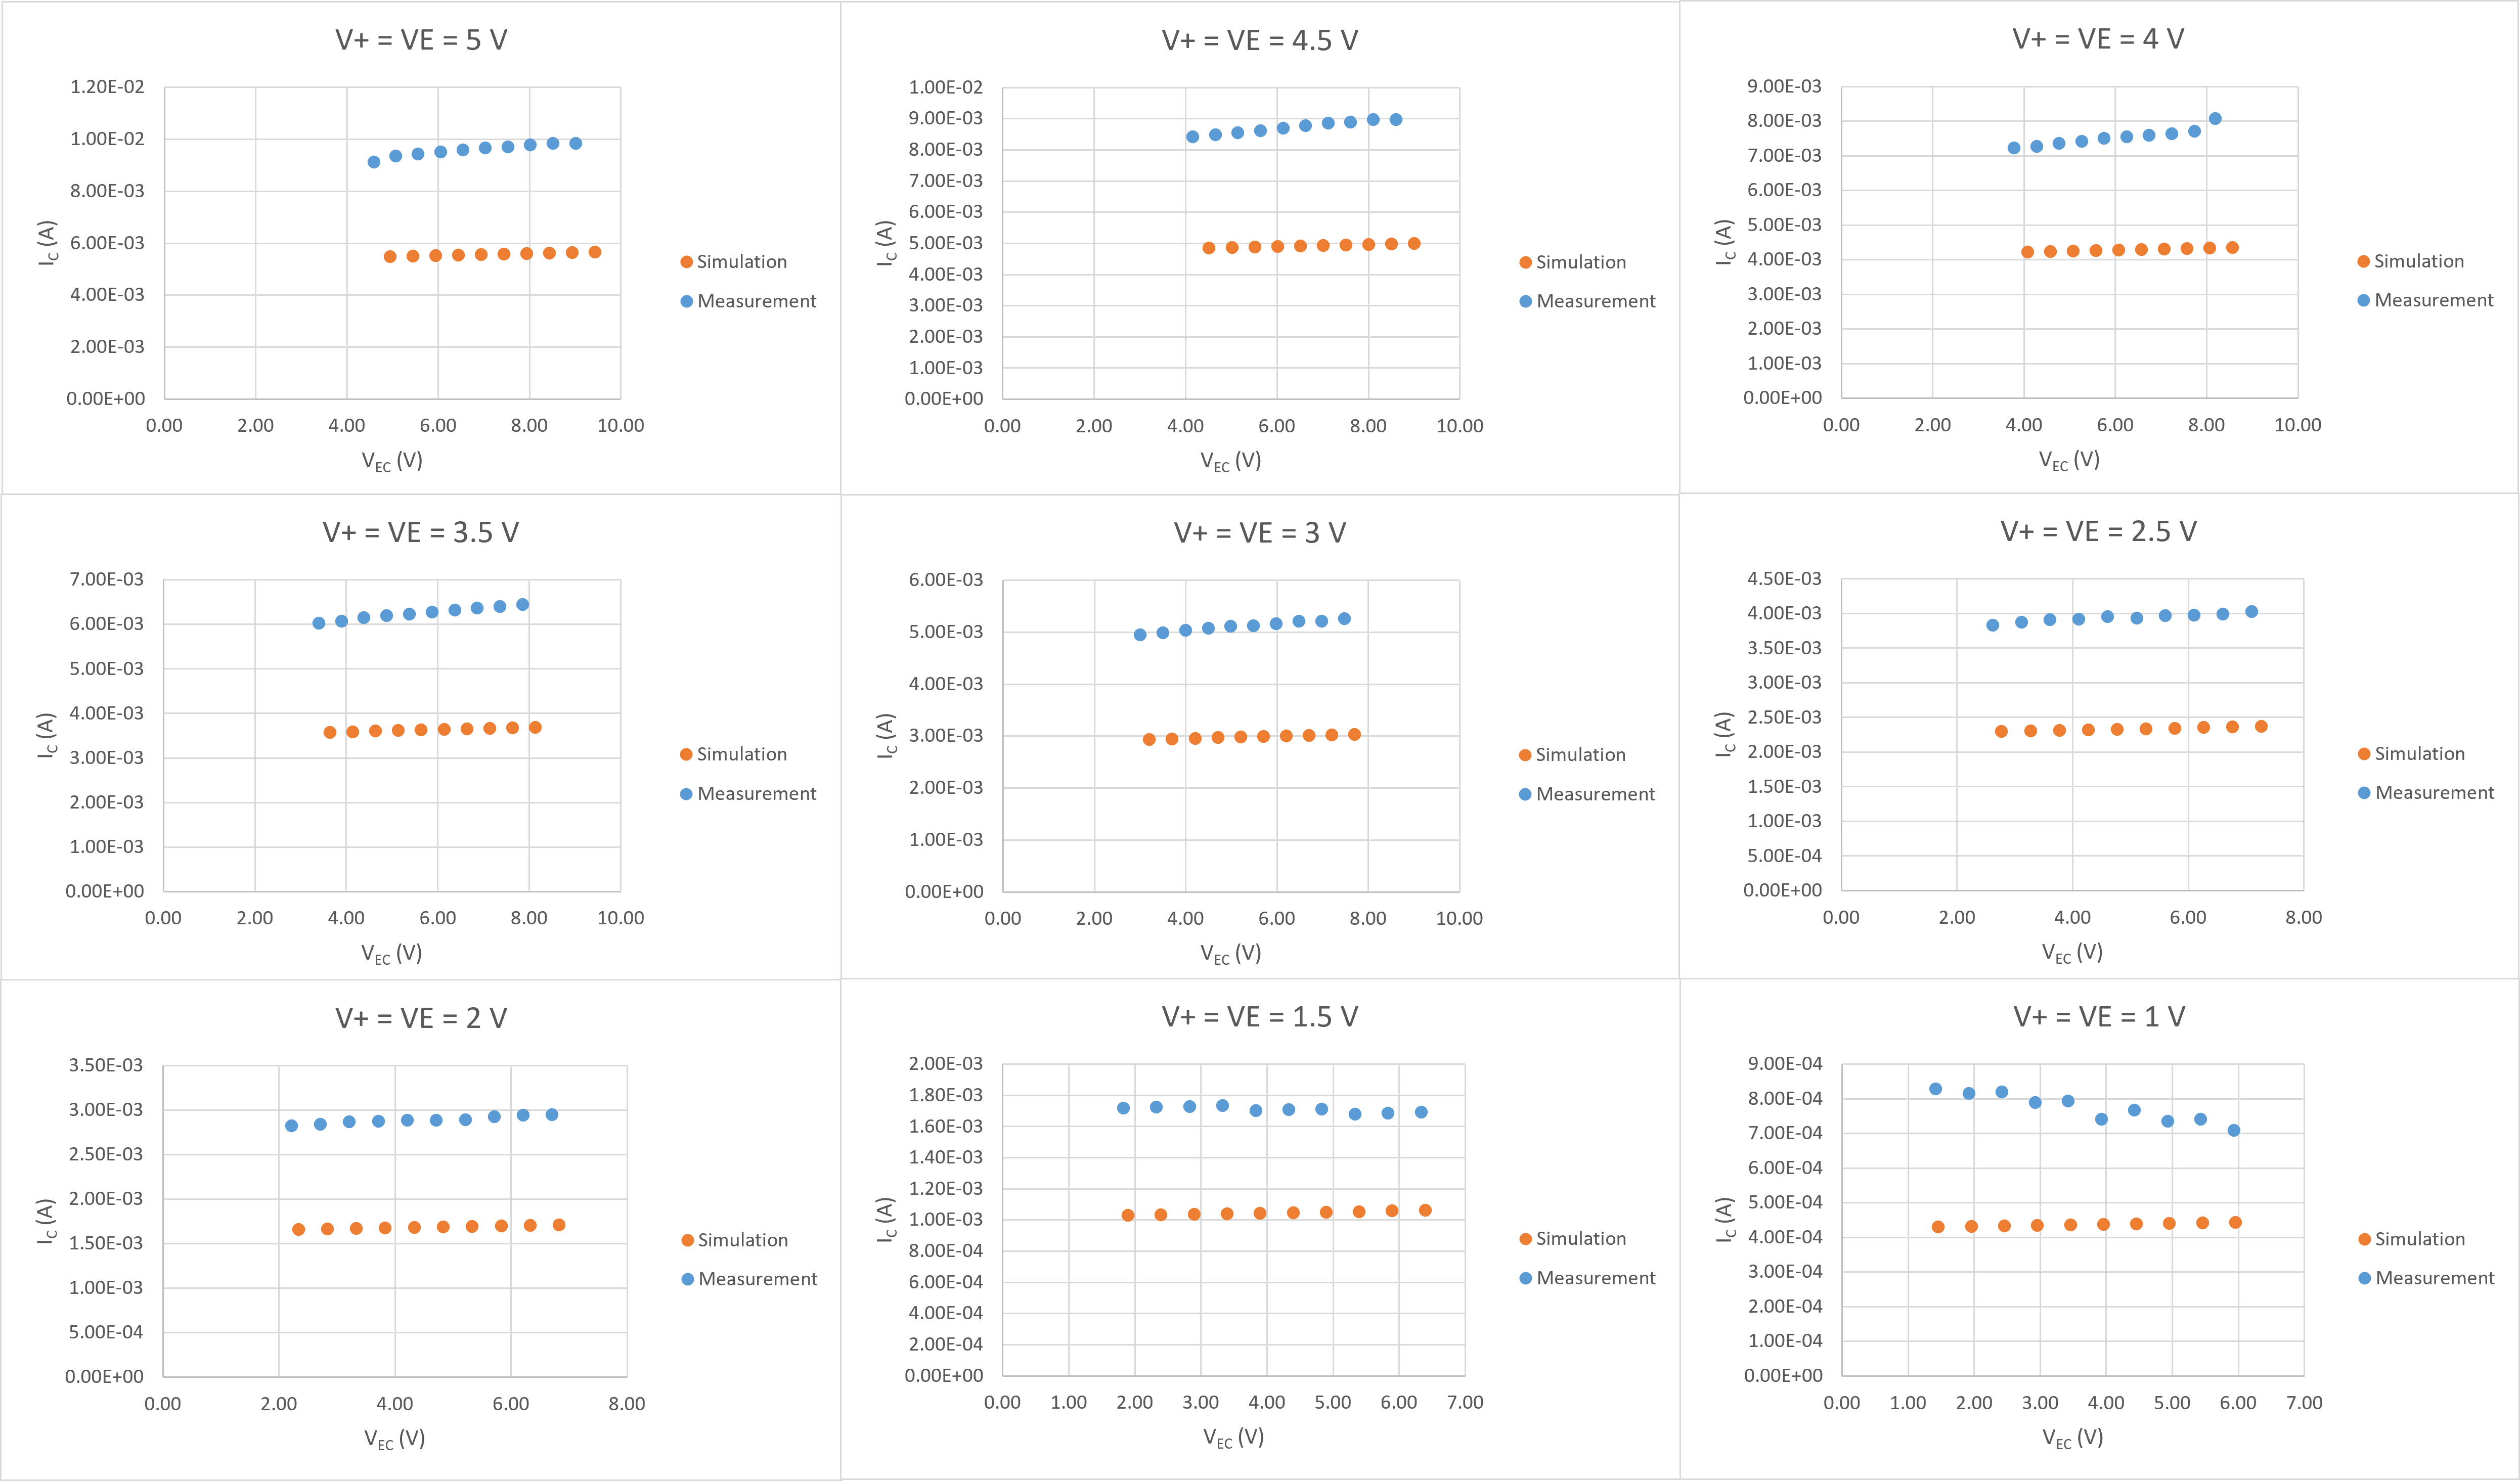 V+ = VE = 5 V
1.20E-02
1.00E-02
8.00E-03
6.00E-03
4.00E-03
2.00E-03
0.00E+00
0.00 2.00 4.00 6.00 8.00 10.00
I_C (A)
V_EC (V)
Simulation
Measurement
V+ = VE = 4.5 V
1.00E-02
9.00E-03
8.00E-03
7.00E-03
6.00E-03
5.00E-03
4.00E-03
3.00E-03
2.00E-03
1.00E-03
0.00E+00
0.00 2.00 4.00 6.00 8.00 10.00
I_C (A)
V_EC (V)
Simulation
Measurement
V+ = VE = 4 V
9.00E-03
8.00E-03
7.00E-03
6.00E-03
5.00E-03
4.00E-03
3.00E-03
2.00E-03
1.00E-03
0.00E+00
0.00 2.00 4.00 6.00 8.00 10.00
I_C (A)
V_EC (V)
Simulation
Measurement
V+ = VE = 3.5 V
7.00E-03
6.00E-03
5.00E-03
4.00E-03
3.00E-03
2.00E-03
1.00E-03
0.00E+00
0.00 2.00 4.00 6.00 8.00 10.00
I_C (A)
V_EC (V)
Simulation
Measurement
V+ = VE = 3 V
6.00E-03
5.00E-03
4.00E-03
3.00E-03
2.00E-03
1.00E-03
0.00E+00
0.00 2.00 4.00 6.00 8.00 10.00
I_C (A)
V_EC (V)
Simulation
Measurement
V+ = VE = 2.5 V
4.50E-03
4.00E-03
3.50E-03
3.00E-03
2.50E-03
2.00E-03
1.50E-03
1.00E-03
5.00E-04
0.00E+00
0.00 2.00 4.00 6.00 8.00
I_C (A)
V_EC (V)
Simulation
Measurement
V+ = VE = 2 V
3.50E-03
3.00E-03
2.50E-03
2.00E-03
1.50E-03
1.00E-03
5.00E-04
0.00E+00
0.00 2.00 4.00 6.00 8.00
I_C (A)
V_EC (V)
Simulation
Measurement
V+ = VE = 1.5 V
2.00E-03
1.80E-03
1.60E-03
1.40E-03
1.20E-03
1.00E-03
8.00E-04
6.00E-04
4.00E-04
2.00E-04
0.00E+00
0.00 1.00 2.00 3.00 4.00 5.00 6.00 7.00
I_C (A)
V_EC (V)
Simulation
Measurement
V+ = VE = 1 V
9.00E-04
8.00E-04
7.00E-04
6.00E-04
5.00E-04
4.00E-04
3.00E-04
2.00E-04
1.00E-04
0.00E+00
0.00 1.00 2.00 3.00 4.00 5.00 6.00 7.00
I_C (A)
V_EC (V)
Simulation
Measurement